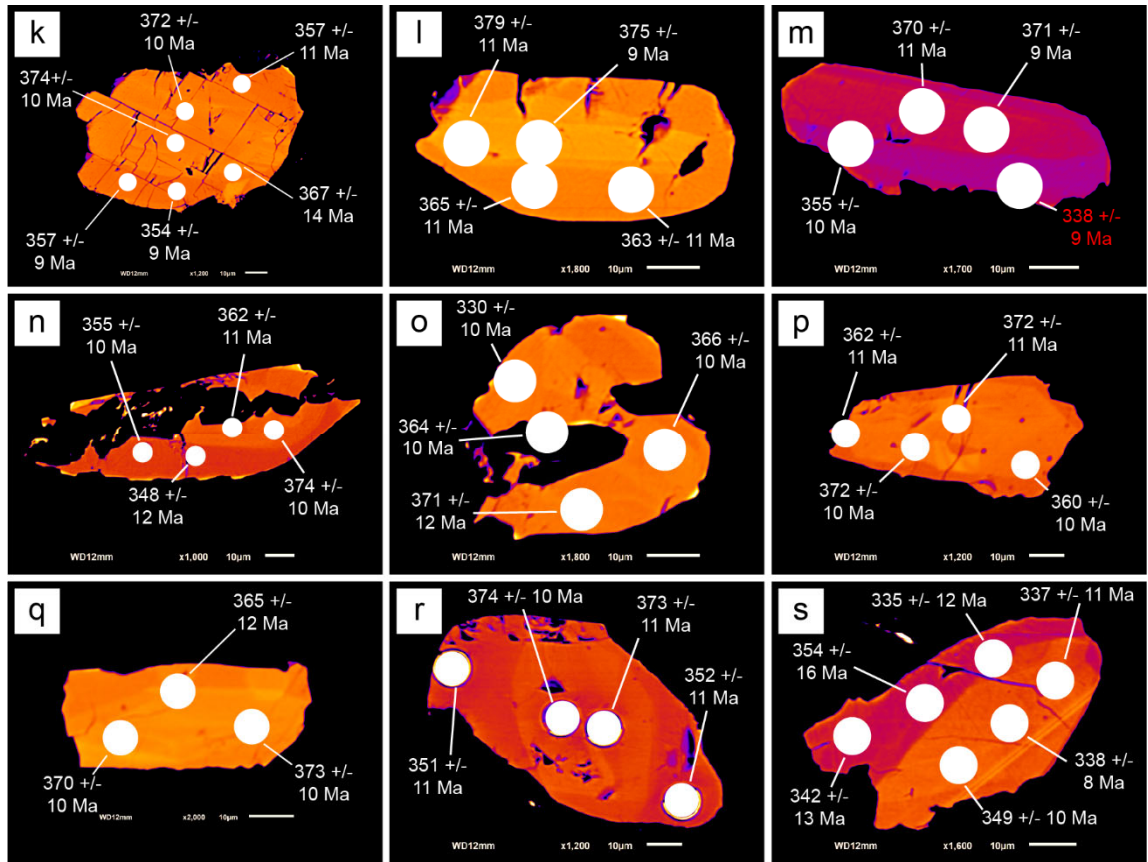 k
372 +/-
10 Ma
357 +/-
11 Ma
374+/-
10 Ma
367 +/-
14 Ma
357 +/-
9 Ma
354 +/-
9 Ma
WD12mm x1,200 10µm
l
379 +/-
11 Ma
375 +/-
9 Ma
365 +/-
11 Ma
363 +/- 11 Ma
WD12mm x1,800 10µm
m
370 +/-
11 Ma
371 +/-
9 Ma
355 +/-
10 Ma
338 +/-
9 Ma
WD12mm x1,700 10µm
n
355 +/-
10 Ma
362 +/-
11 Ma
348 +/-
12 Ma
374 +/-
10 Ma
WD12mm x1,000 10µm
o
330 +/-
10 Ma
366 +/-
10 Ma
364 +/-
10 Ma
371 +/-
12 Ma
WD12mm x1,800 10µm
p
362 +/-
11 Ma
372 +/-
11 Ma
372 +/-
10 Ma
360 +/-
10 Ma
WD12mm x1,200 10µm
q
365 +/-
12 Ma
370 +/-
10 Ma
373 +/-
10 Ma
WD12mm x2,000 10µm
r
374 +/- 10 Ma
373 +/-
11 Ma
352 +/-
11 Ma
351 +/-
11 Ma
WD12mm x1,200 10µm
s
335 +/- 12 Ma
337 +/- 11 Ma
354 +/-
16 Ma
338 +/-
8 Ma
342 +/-
13 Ma
349 +/- 10 Ma
WD12mm x1,600 10µm